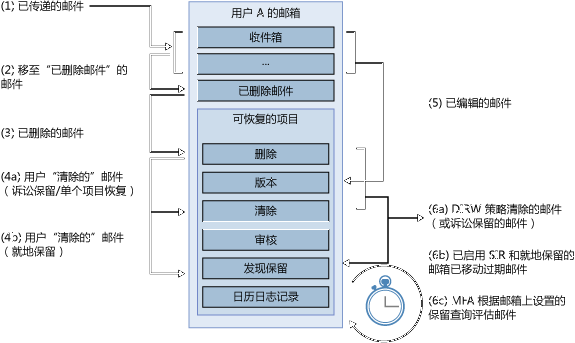 (1) 已传递的邮件
(2) 移至“已删除邮件”的
邮件
(3) 已删除的邮件
(4a) 用户“清除的”邮件
（诉讼保留/单个项目恢复）
(4b) 用户“清除的”邮件
（就地保留）
用户 A 的邮箱
收件箱
...
已删除邮件
可恢复的项目
删除
版本
清除
审核
发现保留
日历日志记录
(5) 已编辑的邮件
(6a) DIRW 策略清除的邮件
（或诉讼保留的邮件）
(6b) 已启用 SIR 和就地保留的
邮箱已移动过期邮件
(6c) MFA 根据邮箱上设置的
保留查询评估邮件